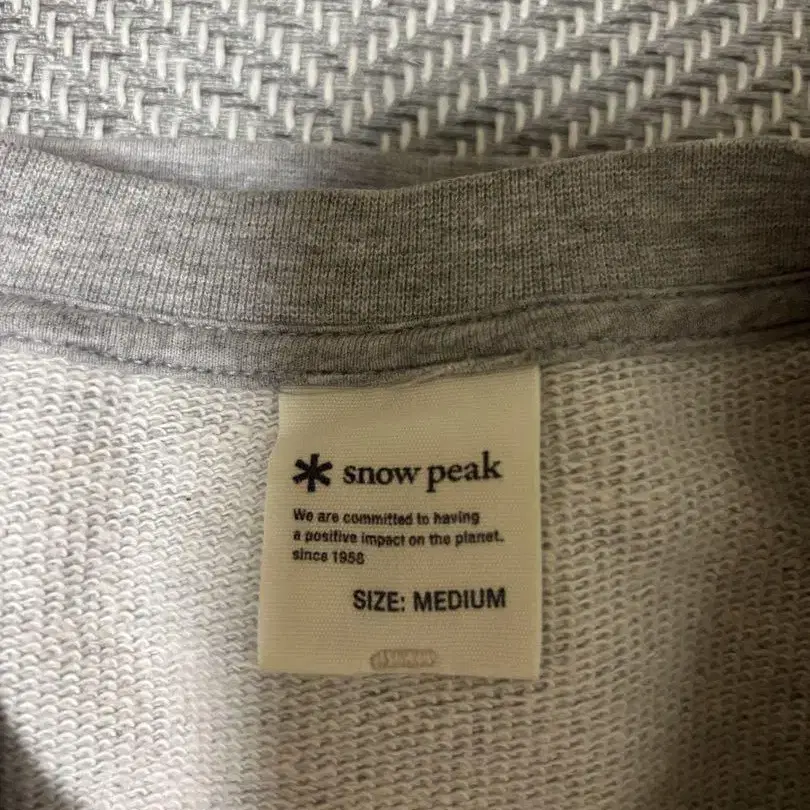 snow peak
We are committed to having
a positive impact on the planet.
since 1958
SIZE: MEDIUM